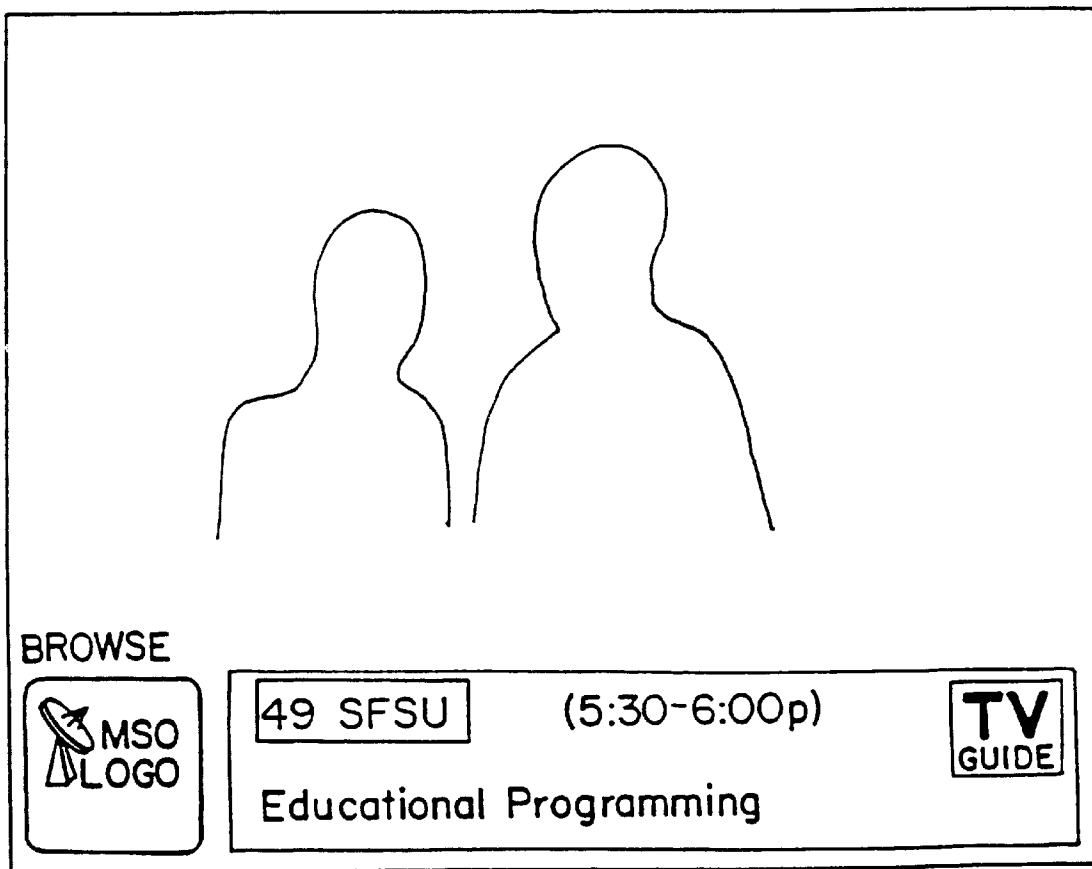 BROWSE
MSO
LOGO
49 SFSU (5:30-6:00p)
Educational Programming
TV
GUIDE